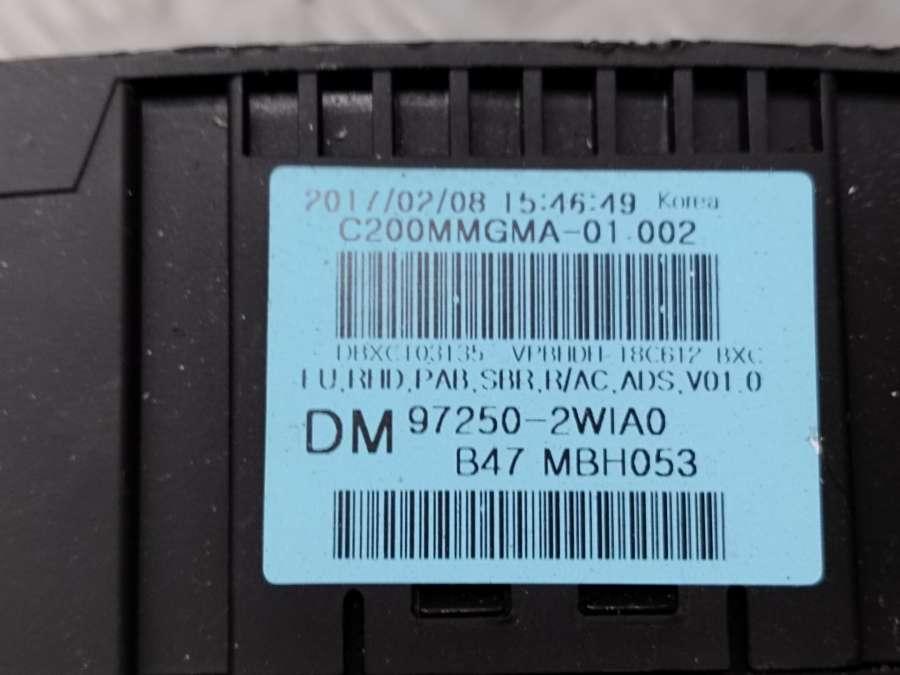 2017/02/08 15:46:49 Korea
C200MMGMA-01.002
DBXCT03135 VPBHDH-18C612-BXC
EU,RHD,PAB,SBR,R/AC,ADS,V01.0
DM 97250-2WIA0
B47 MBH053